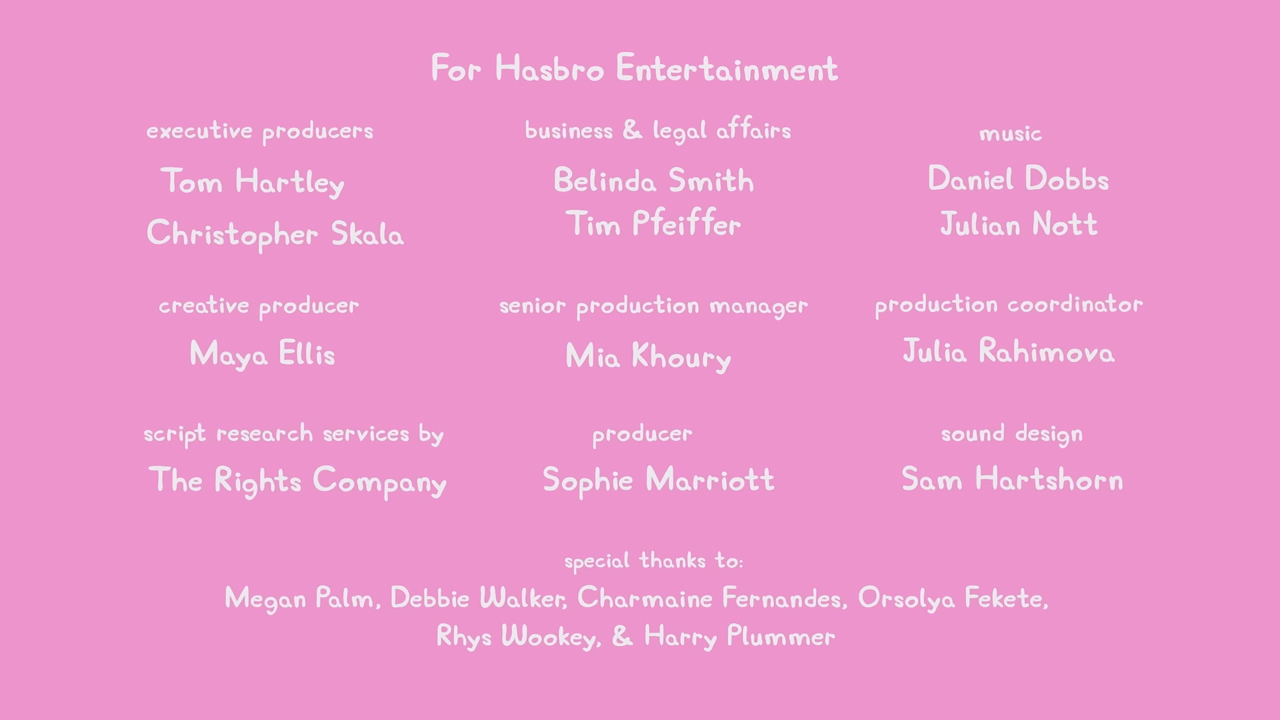 For Hasbro Entertainment
executive producers
Tom Hartley
Christopher Skala
business & legal affairs
Belinda Smith
Tim Pfeiffer
music
Daniel Dobbs
Julian Nott
creative producer
Maya Ellis
senior production manager
Mia Khoury
production coordinator
Julia Rahimova
script research services by
The Rights Company
producer
Sophie Marriott
sound design
Sam Hartshorn
special thanks to:
Megan Palm, Debbie Walker, Charmaine Fernandes, Orsolya Fekete,
Rhys Wookey, & Harry Plummer